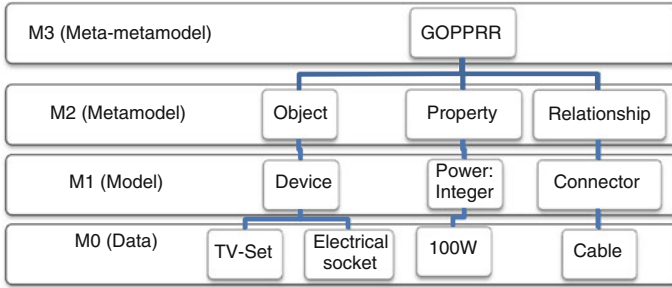 M3 (Meta-metamodel)
GOPPRR
M2 (Metamodel)
Object
Property
Relationship
M1 (Model)
Device
Power:
Integer
Connector
M0 (Data)
TV-Set
Electrical
socket
100W
Cable